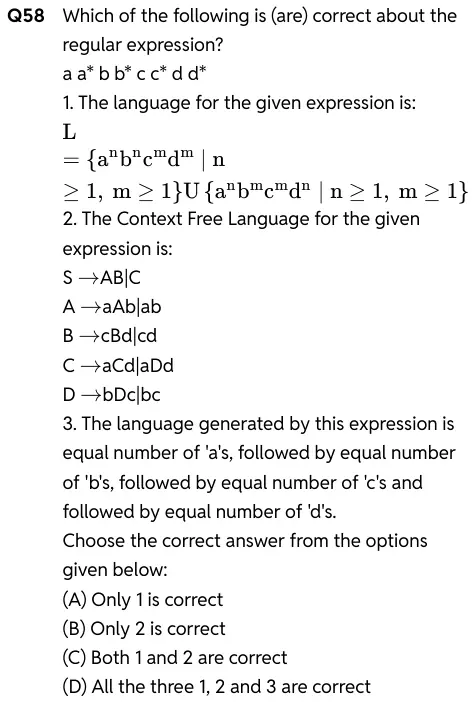 Q58 Which of the following is (are) correct about the
regular expression?
a a* b b* c c* d d*
1. The language for the given expression is:
L
= {aⁿbⁿcᵐdᵐ | n
≥ 1, m ≥ 1}U {aⁿbᵐcᵐdⁿ | n ≥ 1, m ≥ 1}
2. The Context Free Language for the given
expression is:
S →AB|C
A →aAb|ab
B →cBd|cd
C →aCd|aDd
D →bDc|bc
3. The language generated by this expression is
equal number of 'a's, followed by equal number
of 'b's, followed by equal number of 'c's and
followed by equal number of 'd's.
Choose the correct answer from the options
given below:
(A) Only 1 is correct
(B) Only 2 is correct
(C) Both 1 and 2 are correct
(D) All the three 1, 2 and 3 are correct